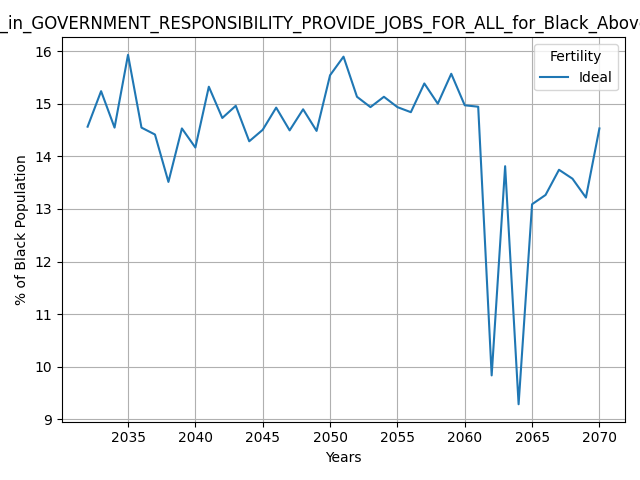 _in_GOVERNMENT_RESPONSIBILITY_PROVIDE_JOBS_FOR_ALL_for_Black_Above
Fertility
Ideal
16
15
14
13
12
11
10
9
% of Black Population
2035 2040 2045 2050 2055 2060 2065 2070
Years